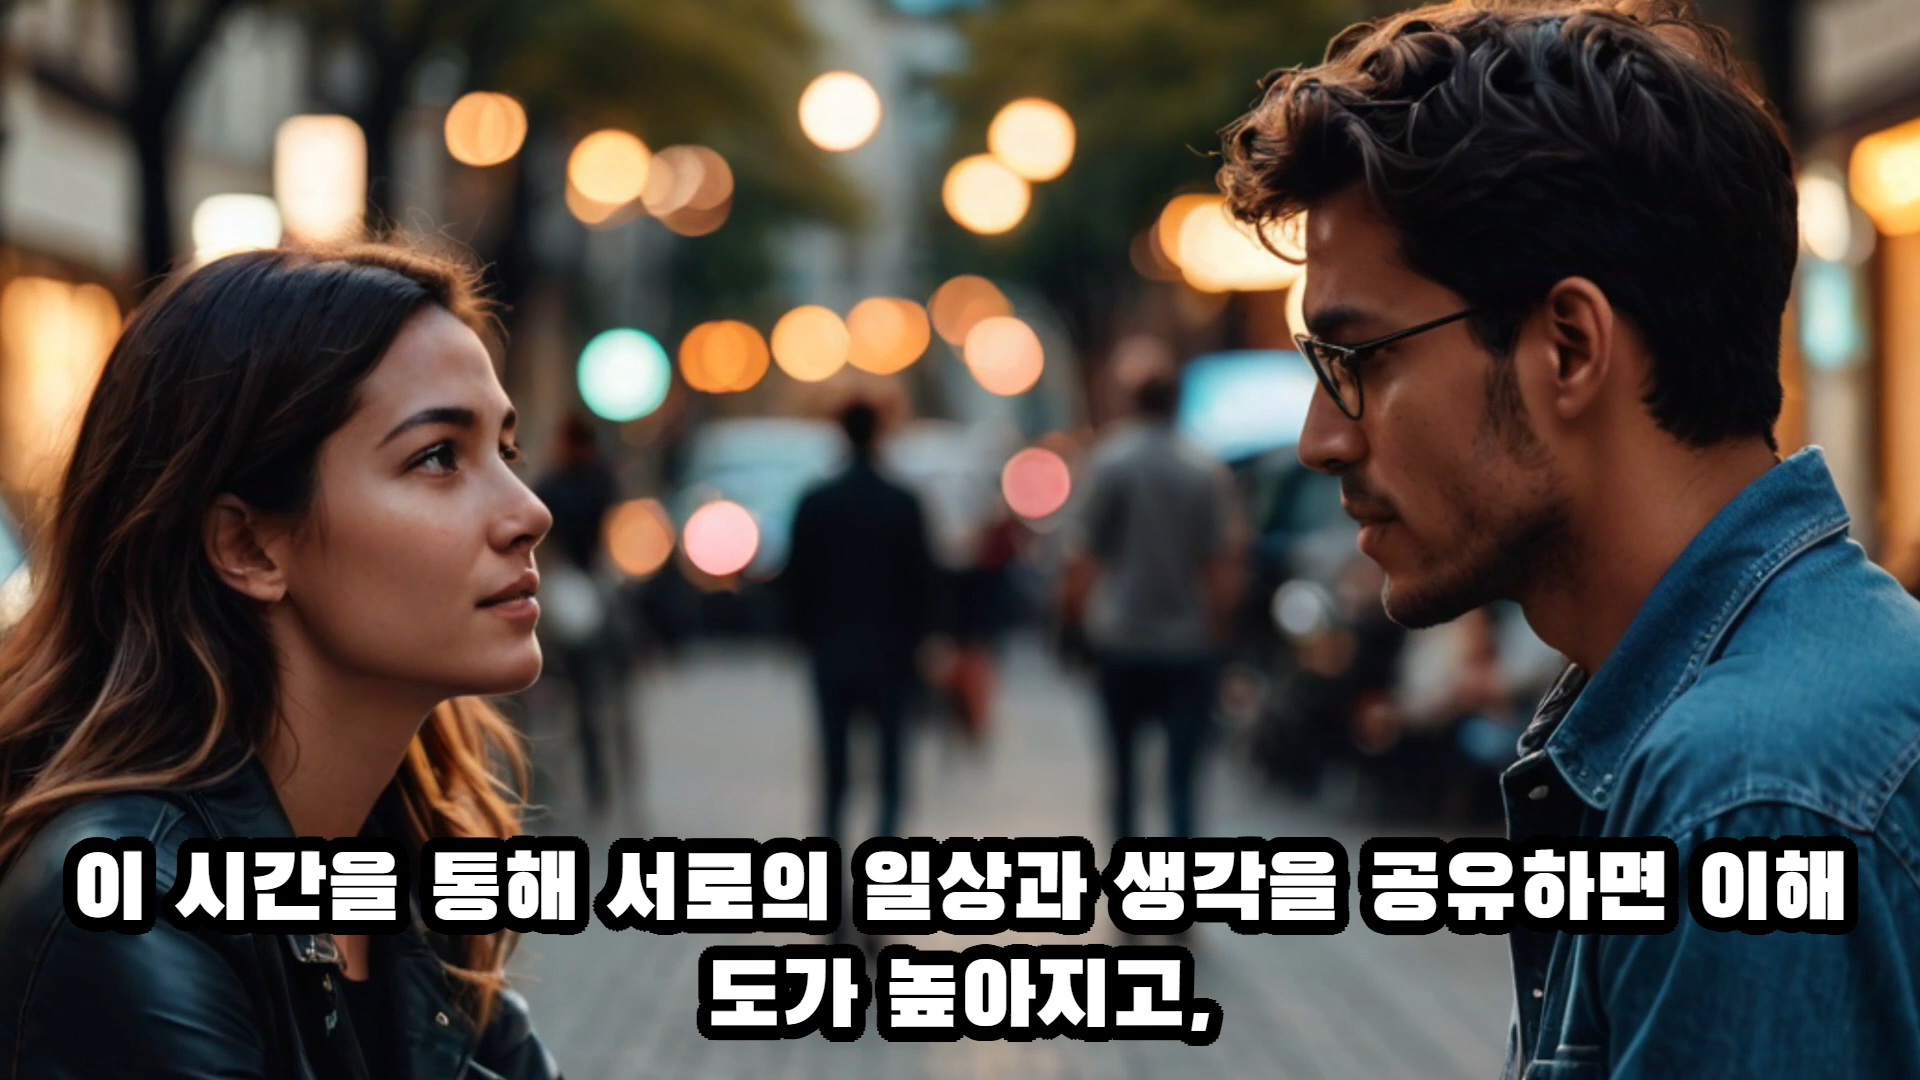 이 시간을 통해 서로의 일상과 생각을 공유하면 이해
도가 높아지고,